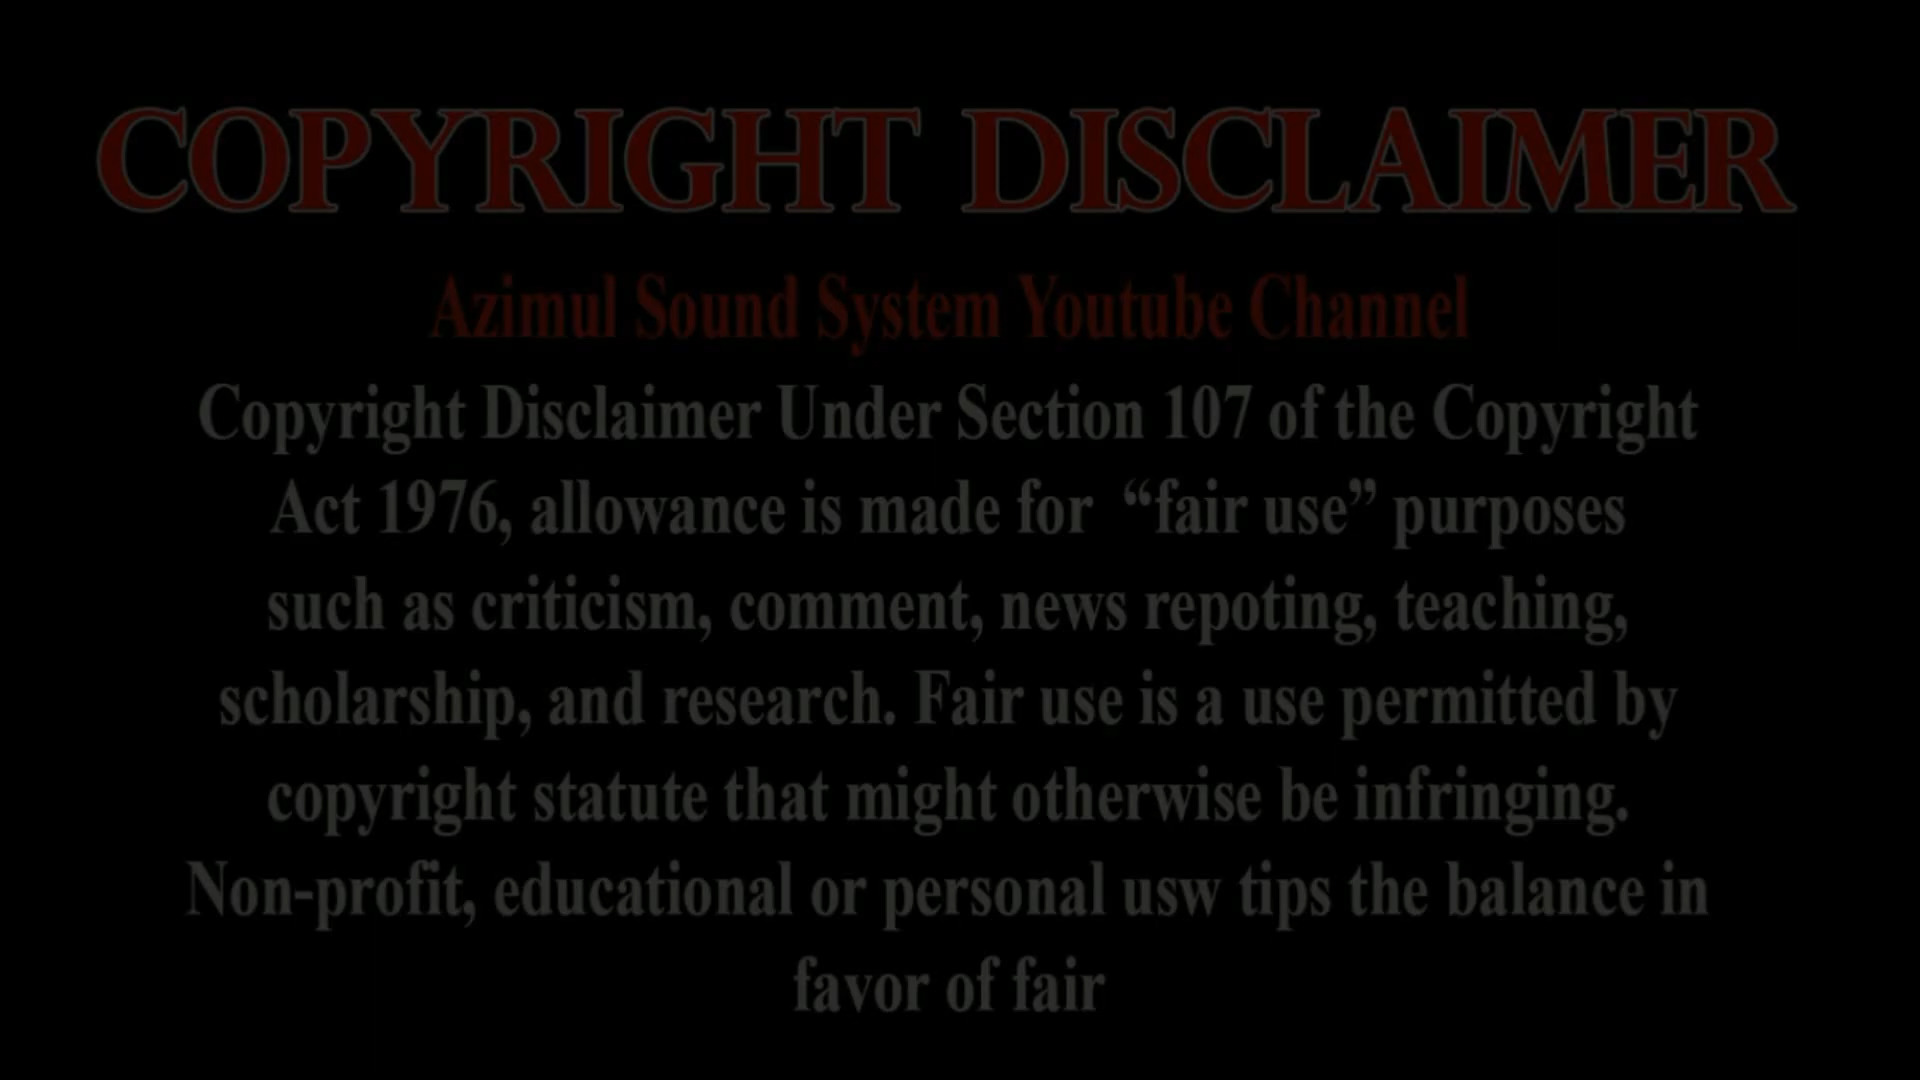 COPYRIGHT DISCLAIMER
Azimul Sound System Youtube Channel
Copyright Disclaimer Under Section 107 of the Copyright
Act 1976, allowance is made for “fair use” purposes
such as criticism, comment, news repoting, teaching,
scholarship, and research. Fair use is a use permitted by
copyright statute that might otherwise be infringing.
Non-profit, educational or personal usw tips the balance in
favor of fair